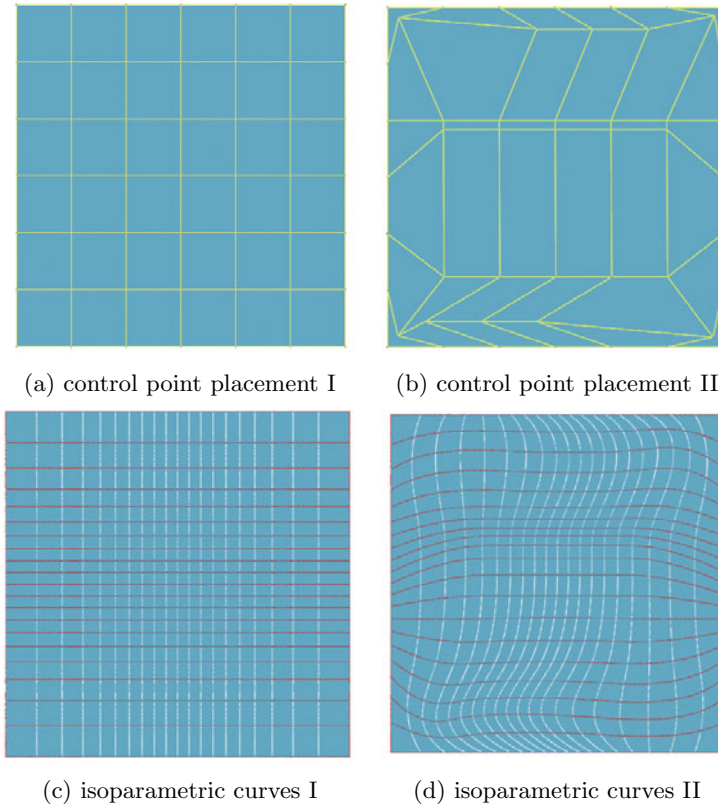 (a) control point placement I
(b) control point placement II
(c) isoparametric curves I
(d) isoparametric curves II